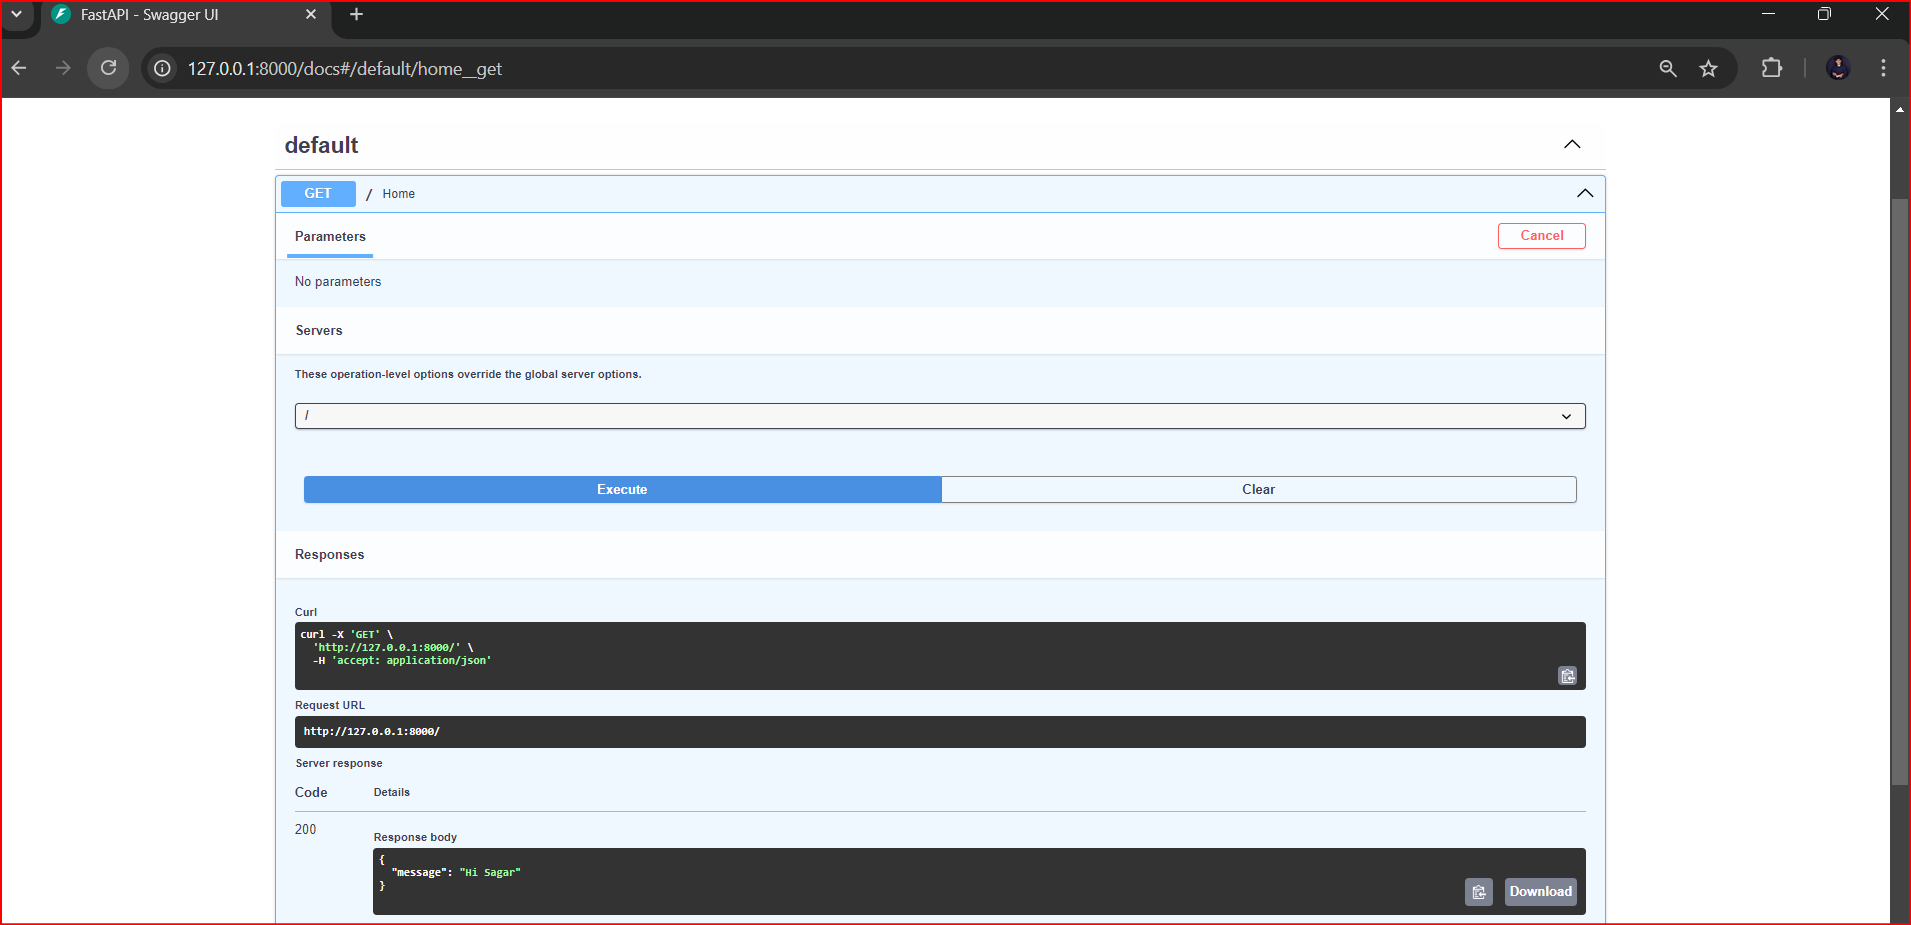 FastAPI - Swagger UI
127.0.0.1:8000/docs#/default/home__get
default
GET / Home
Parameters
Cancel
No parameters
Servers
These operation-level options override the global server options.
/
Execute
Clear
Responses
Curl
curl -X 'GET' \
'http://127.0.0.1:8000/' \
-H 'accept: application/json'
Request URL
http://127.0.0.1:8000/
Server response
Code Details
200
Response body
{
"message": "Hi Sagar"
}
Download